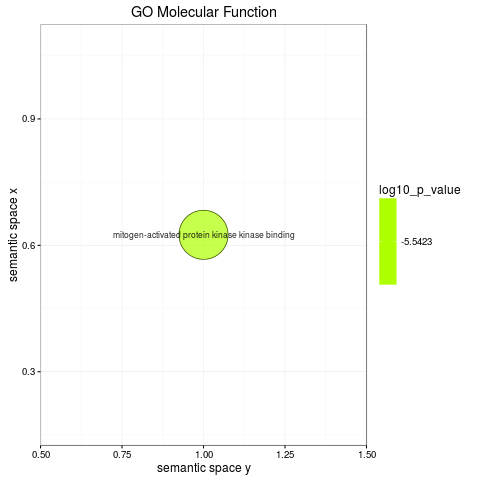 GO Molecular Function
semantic space x
0.9
0.6
0.3
mitogen-activated protein kinase kinase binding
0.50 0.75 1.00 1.25 1.50
semantic space y
log10_p_value
-5.5423